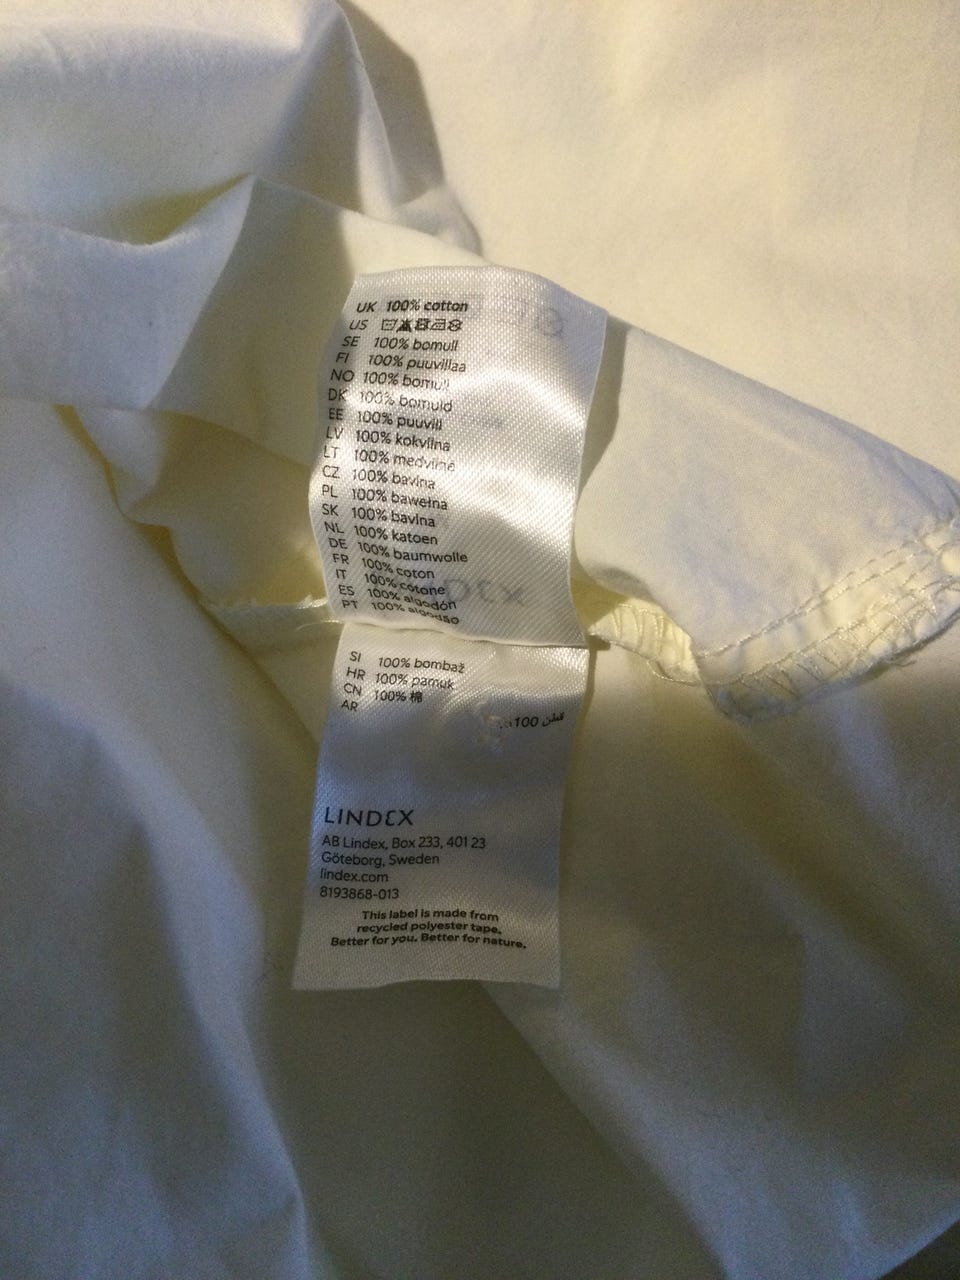 UK 100% cotton
US
SE 100% bomull
FI 100% puuvillaa
NO 100% bomull
DK 100% bomuld
EE 100% puuvill
LV 100% kokvilna
LT 100% medvilnė
CZ 100% bavlna
PL 100% bawełna
SK 100% bavlna
NL 100% katoen
DE 100% baumwolle
FR 100% coton
IT 100% cotone
ES 100% algodón
PT 100% algodão
SI 100% bombaž
HR 100% pamuk
CN 100% 棉
AR 100 قطن
LINDEX
AB Lindex, Box 233, 401 23
Göteborg, Sweden
lindex.com
8193868-013
This label is made from
recycled polyester tape.
Better for you. Better for nature.